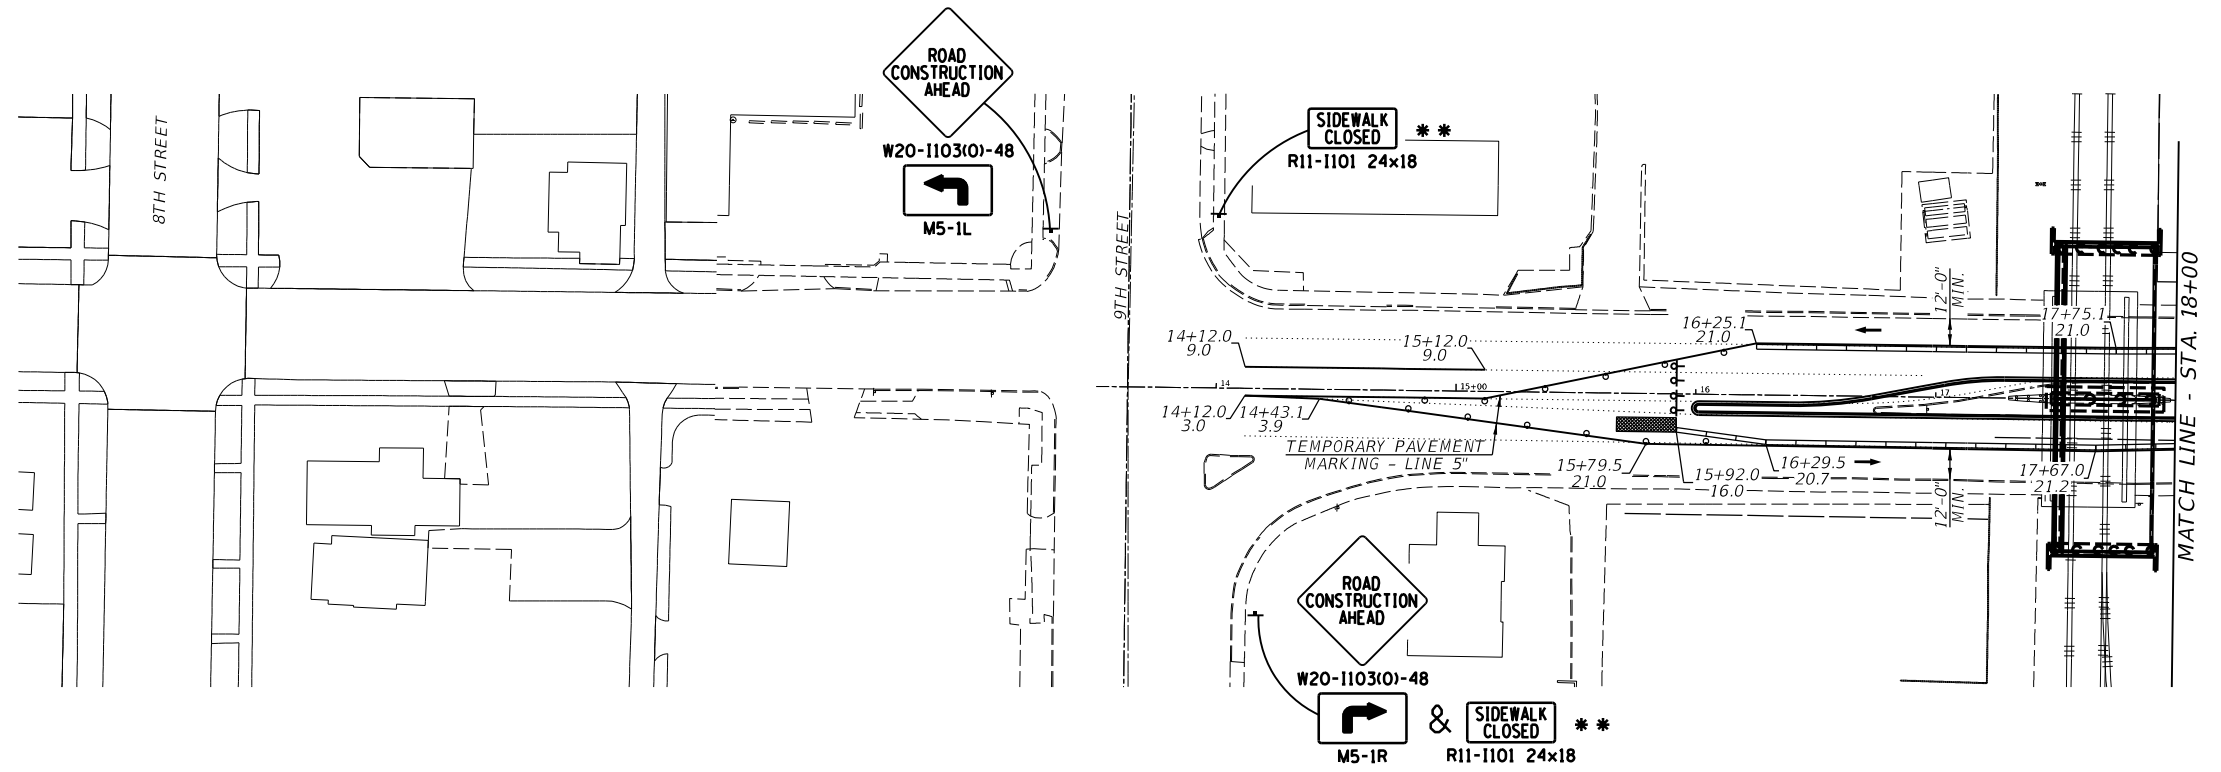 ROAD
CONSTRUCTION
AHEAD
W20-I103(O)-48
M5-1L
8TH STREET
9TH STREET
SIDEWALK
CLOSED
**
R11-I101 24x18
14+12.0
9.0
15+12.0
9.0
16+25.1
21.0
12'-0"
MIN.
17+75.1
21.0
14
15+00
16
17
14+12.0
3.0
14+43.1
3.9
TEMPORARY PAVEMENT
MARKING - LINE 5"
15+79.5
21.0
15+92.0
16.0
16+29.5
20.7
12'-0"
MIN.
17+67.0
21.2
MATCH LINE - STA. 18+00
ROAD
CONSTRUCTION
AHEAD
W20-I103(O)-48
M5-1R
&
SIDEWALK
CLOSED
**
R11-I101 24x18